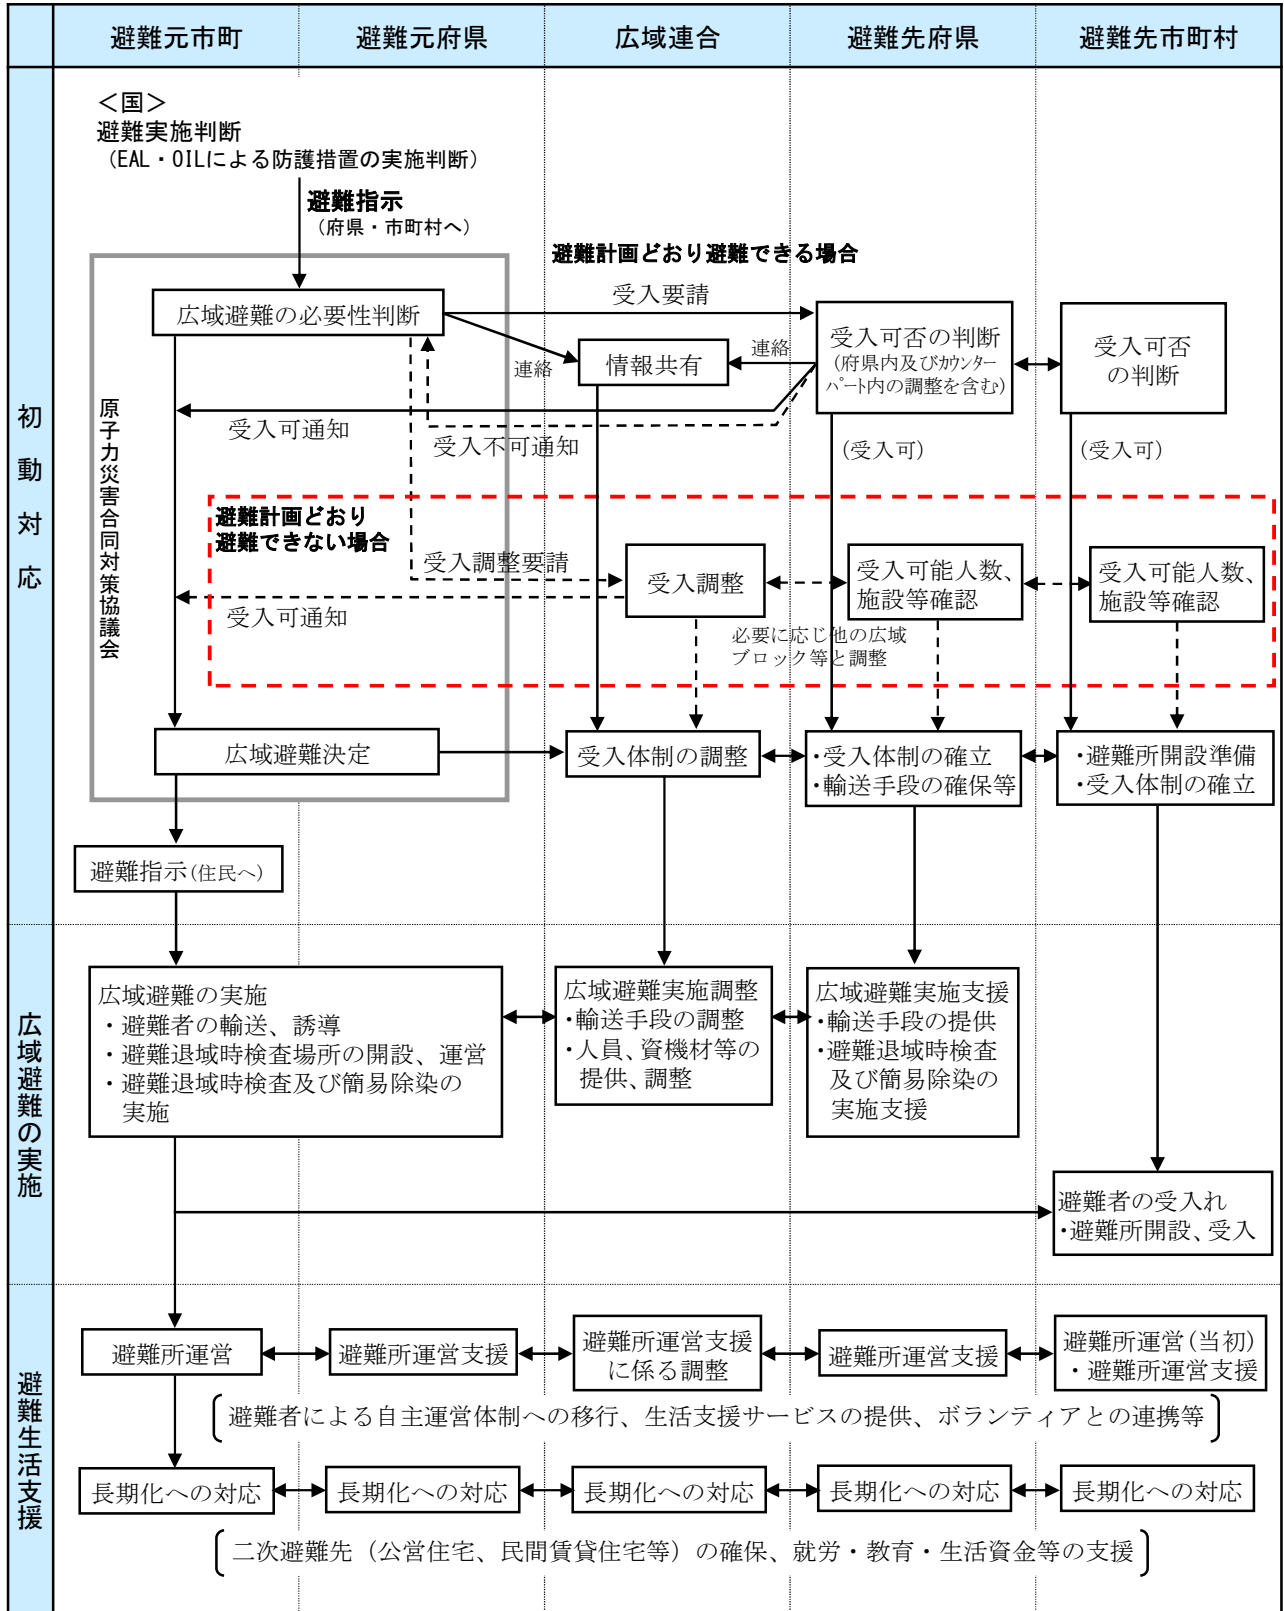 避難元市町
避難元府県
広域連合
避難先府県
避難先市町村
初動対応
＜国＞
避難実施判断
（EAL・OILによる防護措置の実施判断）
避難指示
（府県・市町村へ）
避難計画どおり避難できる場合
原子力災害合同対策協議会
広域避難の必要性判断
受入要請
連絡
情報共有
連絡
受入可否の判断
（府県内及びｶｳﾝﾀｰ
ﾊﾟｰﾄ内の調整を含む）
受入可否
の判断
受入可通知
受入不可通知
(受入可)
(受入可)
避難計画どおり
避難できない場合
受入調整要請
受入調整
受入可能人数、
施設等確認
受入可能人数、
施設等確認
受入可通知
必要に応じ他の広域
ブロック等と調整
広域避難決定
受入体制の調整
・受入体制の確立
・輸送手段の確保等
・避難所開設準備
・受入体制の確立
避難指示(住民へ)
広域避難の実施
広域避難の実施
・避難者の輸送、誘導
・避難退域時検査場所の開設、運営
・避難退域時検査及び簡易除染の
実施
広域避難実施調整
・輸送手段の調整
・人員、資機材等の
提供、調整
広域避難実施支援
・輸送手段の提供
・避難退域時検査
及び簡易除染の
実施支援
避難者の受入れ
・避難所開設、受入
避難生活支援
避難所運営
避難所運営支援
避難所運営支援
に係る調整
避難所運営支援
避難所運営(当初)
・避難所運営支援
避難者による自主運営体制への移行、生活支援サービスの提供、ボランティアとの連携等
長期化への対応
長期化への対応
長期化への対応
長期化への対応
長期化への対応
二次避難先（公営住宅、民間賃貸住宅等）の確保、就労・教育・生活資金等の支援